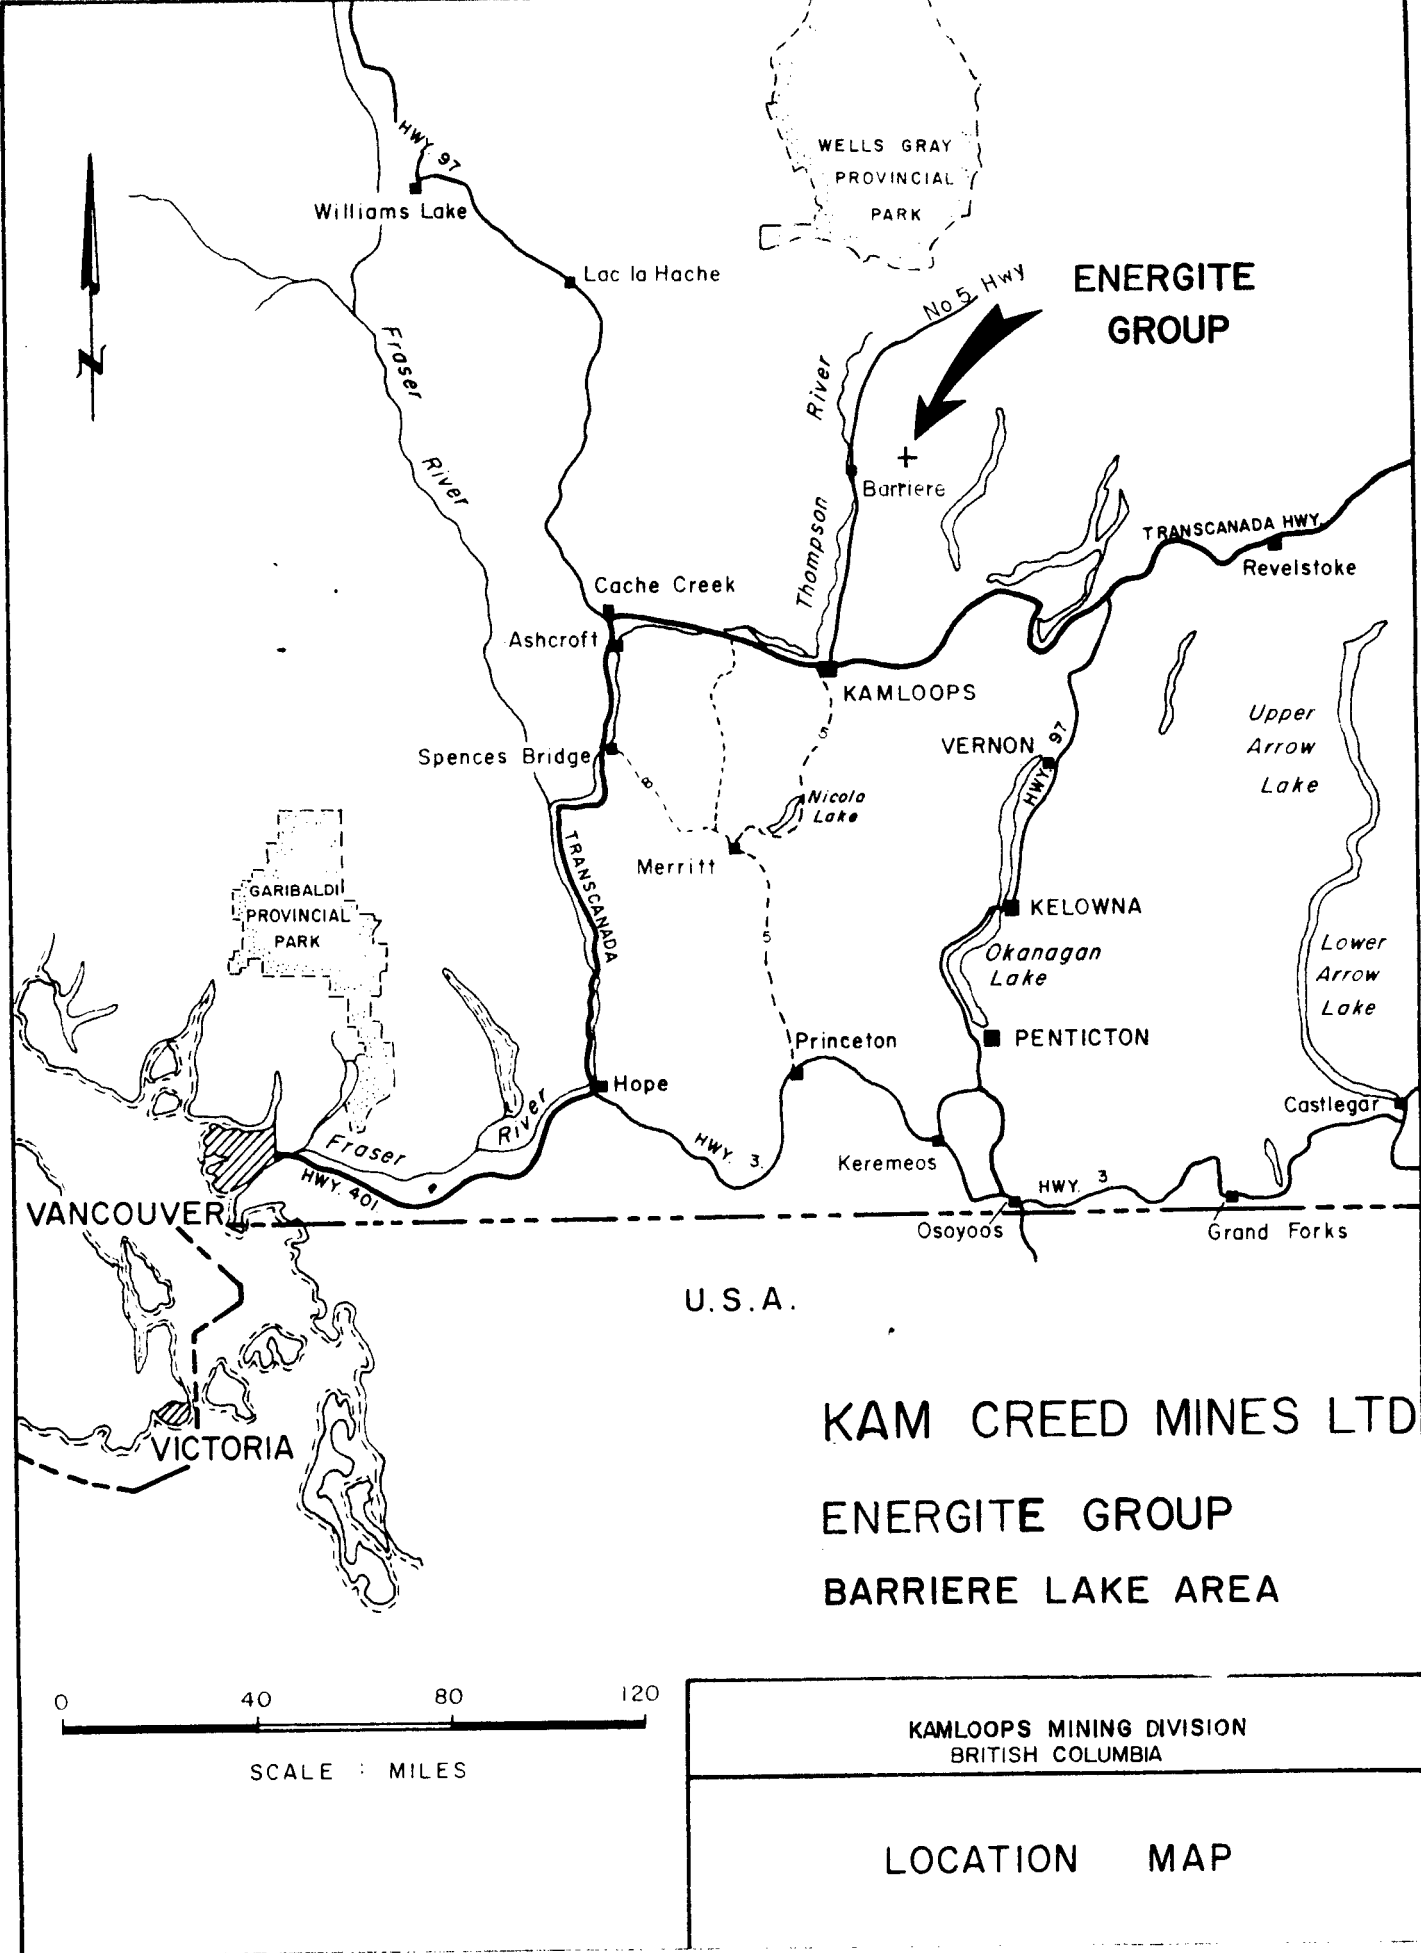 HWY. 97
WELLS GRAY
PROVINCIAL
PARK
Williams Lake
Lac la Hache
No 5 Hwy
ENERGITE
GROUP
N
Fraser
River
River
Thompson
Barriere
TRANSCANADA HWY.
Revelstoke
Cache Creek
Ashcroft
KAMLOOPS
5
Upper
Arrow
Lake
VERNON
HWY. 97
Spences Bridge
8
Nicola
Lake
Merritt
TRANSCANADA
GARIBALDI
PROVINCIAL
PARK
KELOWNA
5
Okanagan
Lake
Lower
Arrow
Lake
Princeton
PENTICTON
Hope
Castlegar
Fraser
River
HWY. 3.
Keremeos
HWY. 401
HWY. 3
VANCOUVER
Osoyoos
Grand Forks
U.S.A.
VICTORIA
KAM CREED MINES LTD
ENERGITE GROUP
BARRIERE LAKE AREA
0 40 80 120
SCALE : MILES
KAMLOOPS MINING DIVISION
BRITISH COLUMBIA
LOCATION MAP